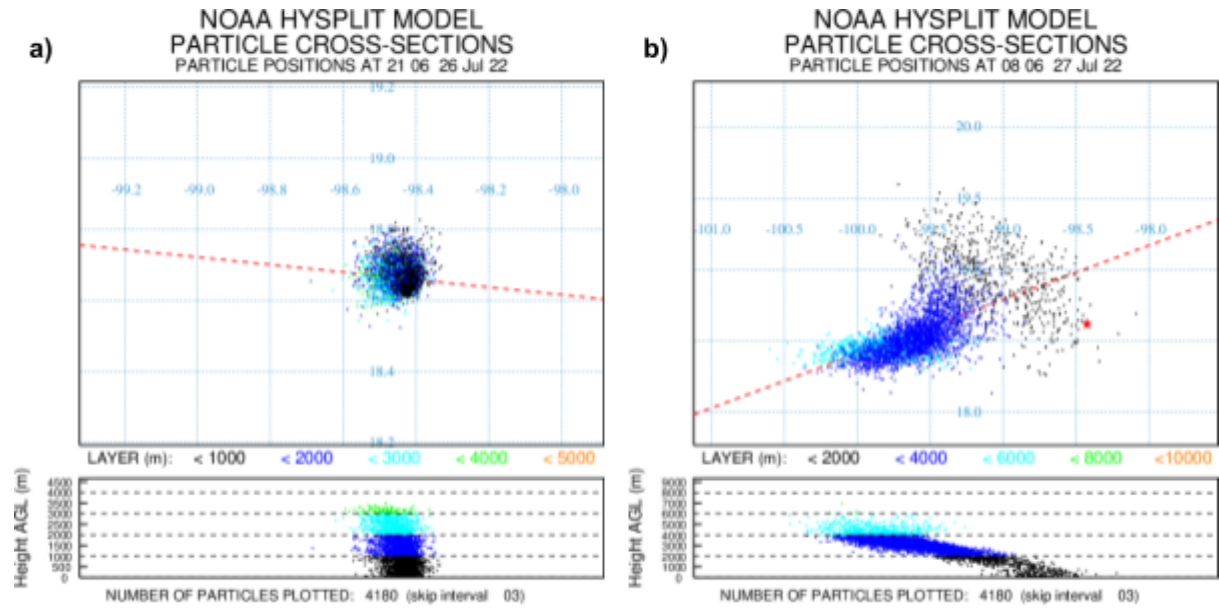 a)
NOAA HYSPLIT MODEL
PARTICLE CROSS-SECTIONS
PARTICLE POSITIONS AT 21 06 26 Jul 22
19.2
19.0
-99.2 -99.0 -98.8 -98.6 -98.4 -98.2 -98.0
18.8
18.4
18.2
LAYER (m): < 1000 < 2000 < 3000 < 4000 < 5000
Height AGL (m)
4500
4000
3500
3000
2500
2000
1500
1000
500
0
NUMBER OF PARTICLES PLOTTED: 4180 (skip interval 03)
b)
NOAA HYSPLIT MODEL
PARTICLE CROSS-SECTIONS
PARTICLE POSITIONS AT 08 06 27 Jul 22
20.0
19.5
-101.0 -100.5 -100.0 -99.5 -99.0 -98.5 -98.0
18.0
LAYER (m): < 2000 < 4000 < 6000 < 8000 <10000
Height AGL (m)
9000
8000
7000
6000
5000
4000
3000
2000
1000
0
NUMBER OF PARTICLES PLOTTED: 4180 (skip interval 03)